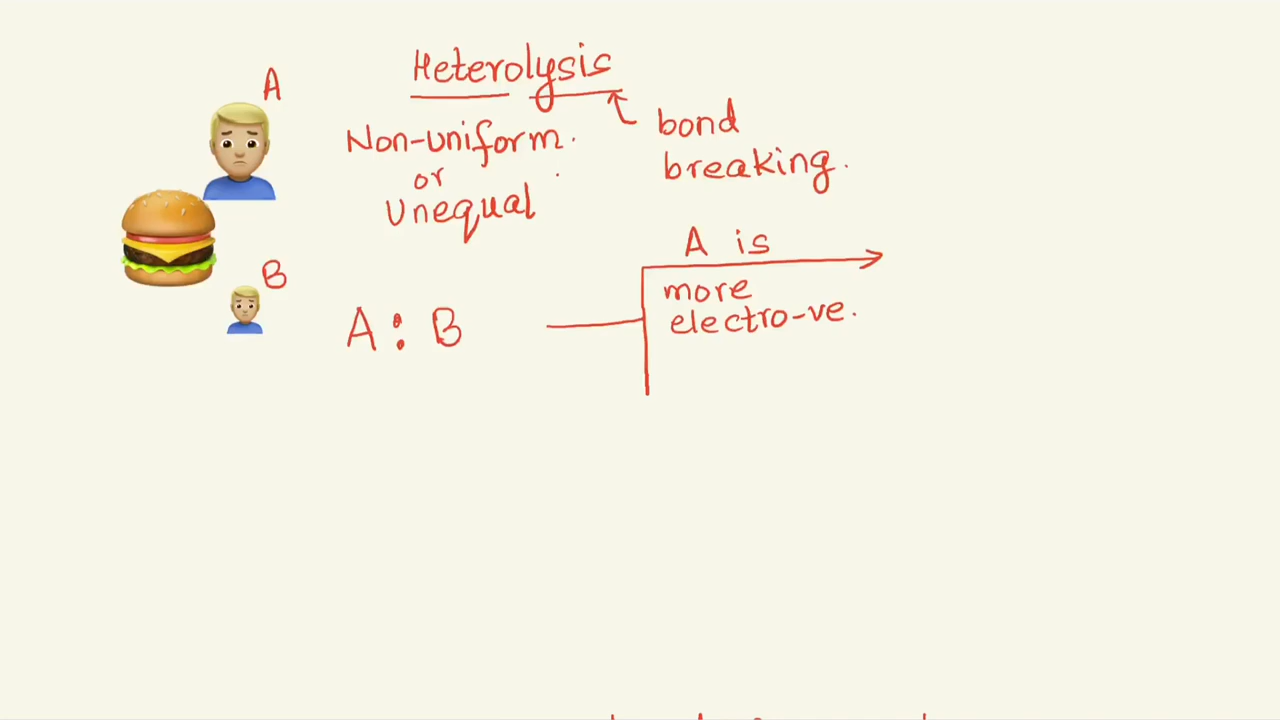 A
Heterolysis
Non-uniform.
or
Unequal
bond
breaking.
B
A : B
A is
more
electro-ve.